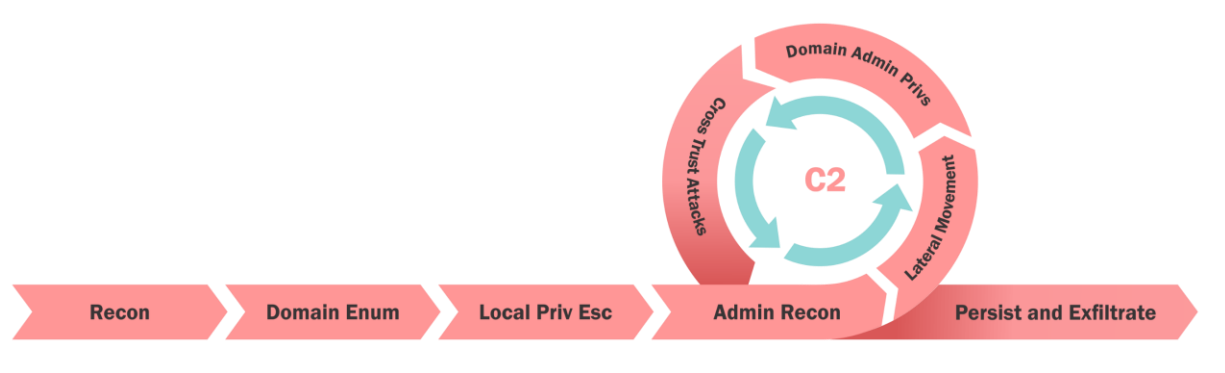 Recon
Domain Enum
Local Priv Esc
Admin Recon
Lateral Movement
Domain Admin Privs
Cross Trust Attacks
C2
Persist and Exfiltrate